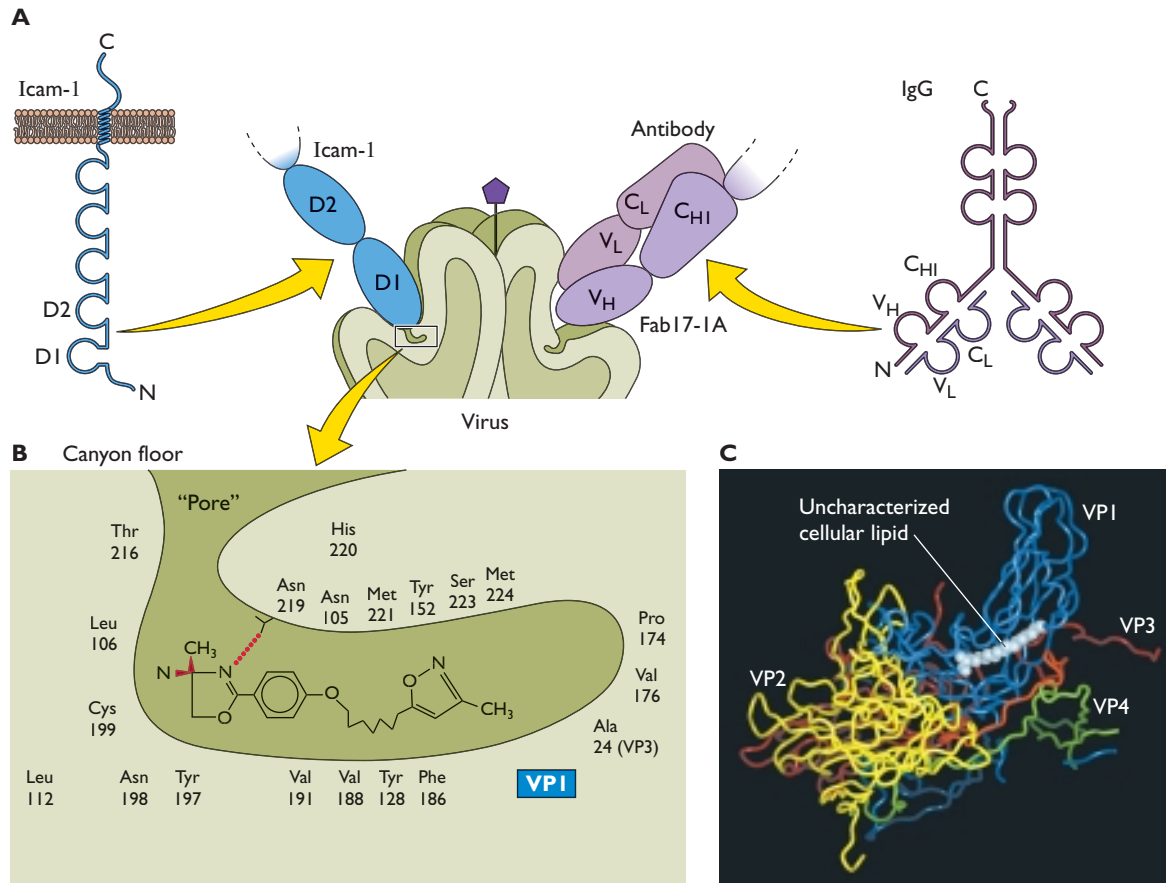 A
C
Icam-1
D2
D1
N
Icam-1
D2
D1
Antibody
CL
CHI
VL
VH
Fab17-1A
Virus
IgG
C
CHI
VH
CL
N
VL
B
Canyon floor
"Pore"
Thr
216
His
220
Asn
219
Asn
105
Met
221
Tyr
152
Ser
223
Met
224
Leu
106
Pro
174
Val
176
Cys
199
Ala
24 (VP3)
CH3
N
N
O
O
O
N
CH3
Leu
112
Asn
198
Tyr
197
Val
191
Val
188
Tyr
128
Phe
186
VP1
C
Uncharacterized
cellular lipid
VP1
VP3
VP2
VP4